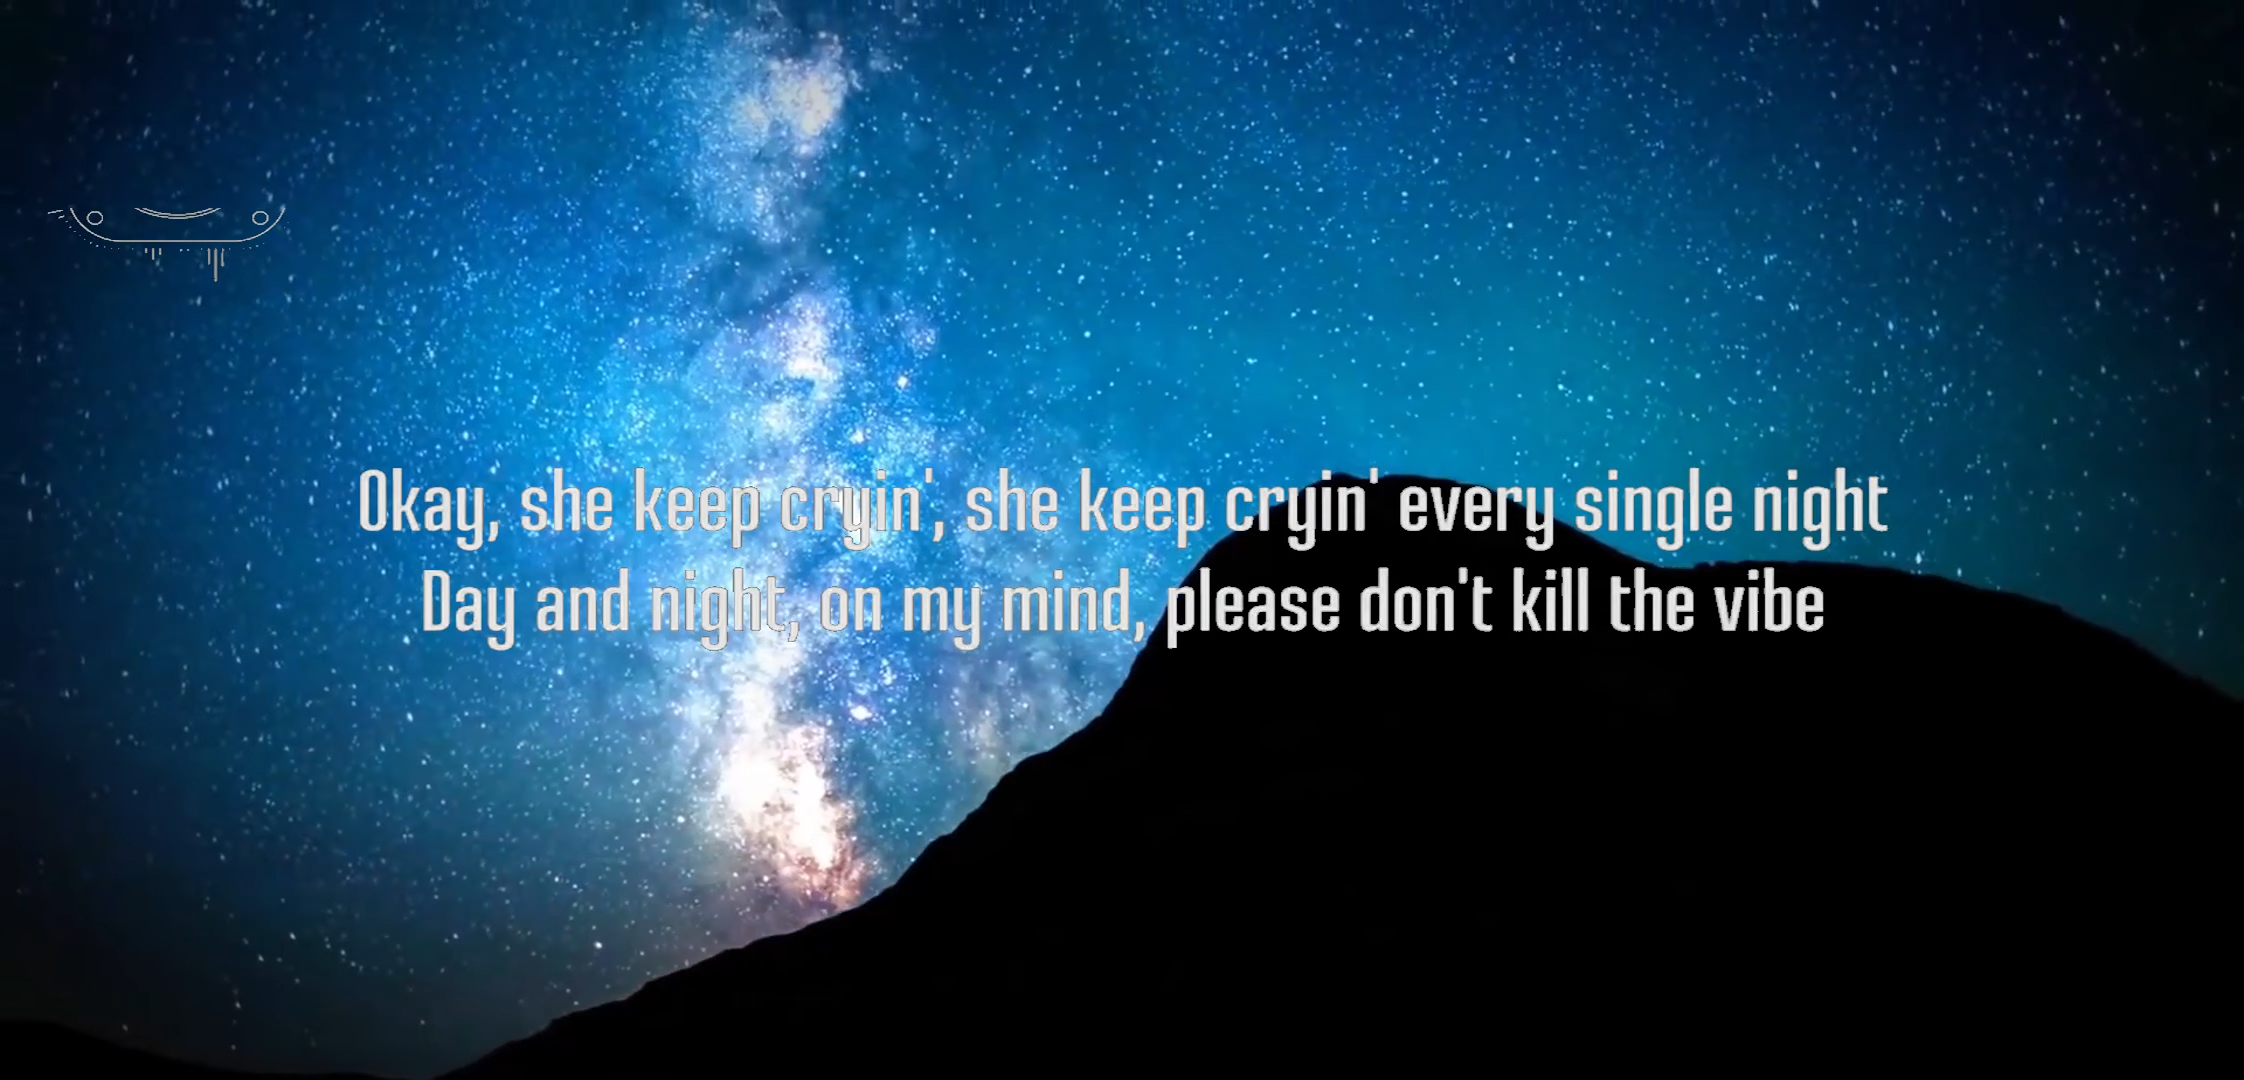 Okay, she keep cryin', she keep cryin' every single night
Day and night, on my mind, please don't kill the vibe